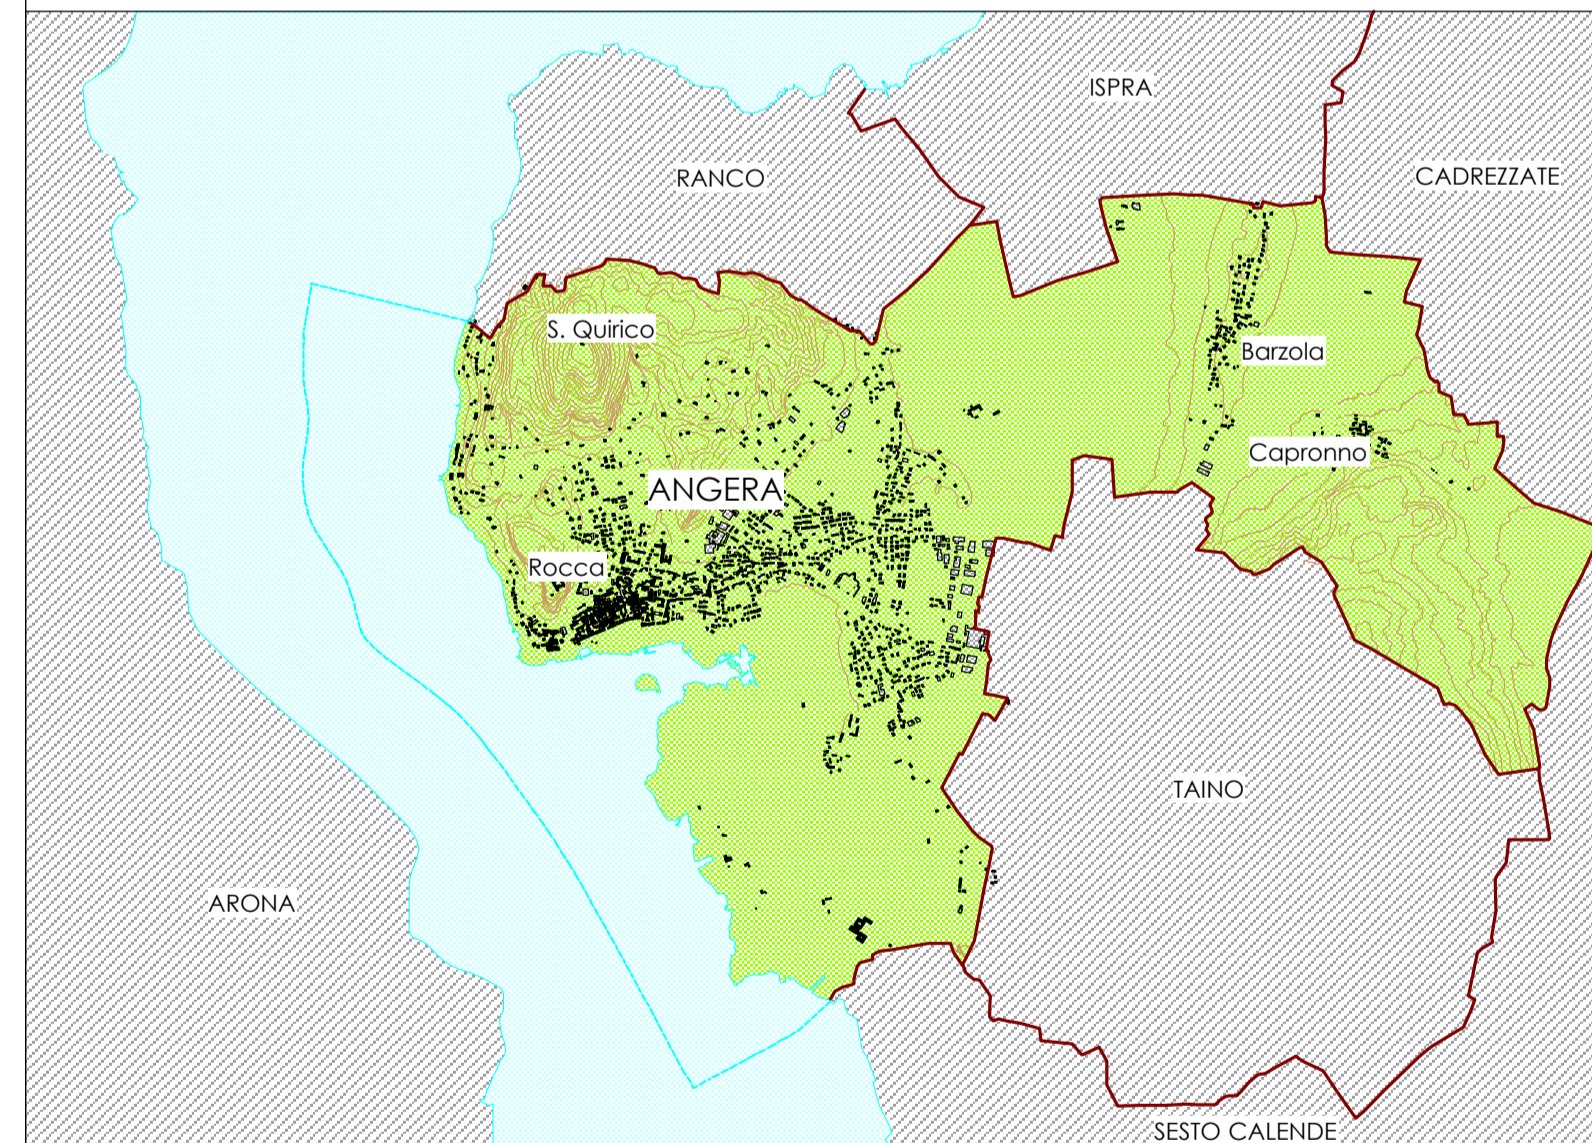 ISPRA
RANCO
CADREZZATE
S. Quirico
Barzola
Capronno
ANGERA
Rocca
TAINO
ARONA
SESTO CALENDE